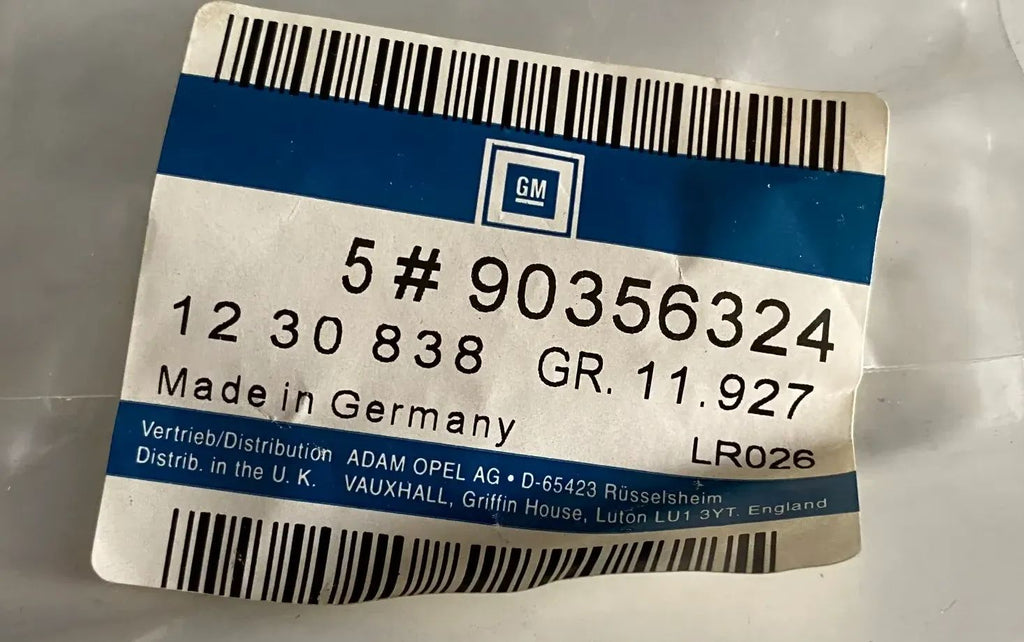 GM
5 # 90356324
12 30 838 GR. 11.927
Made in Germany
LR026
Vertrieb/Distribution ADAM OPEL AG • D-65423 Rüsselsheim
Distrib. in the U. K. VAUXHALL, Griffin House, Luton LU1 3YT. England